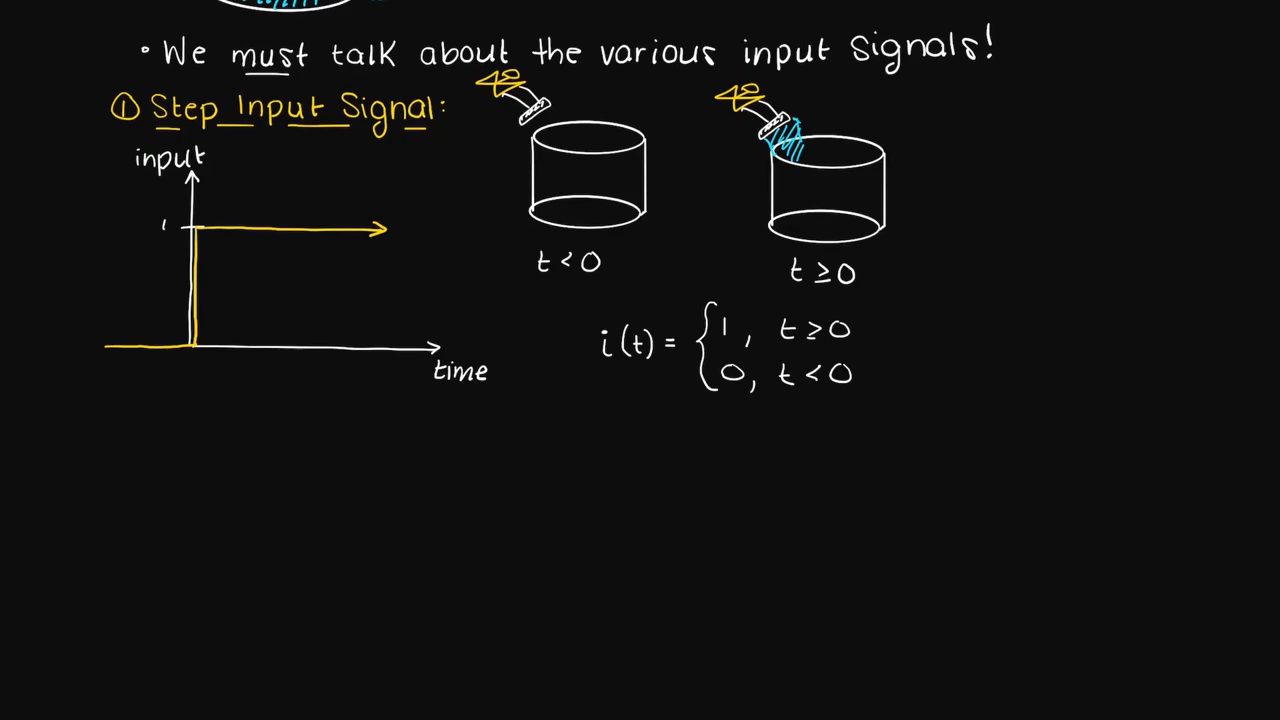 • We must talk about the various input signals!
① Step Input Signal:
input
1
time
t < 0
t ≥ 0
i(t) = { 1, t ≥ 0
0, t < 0